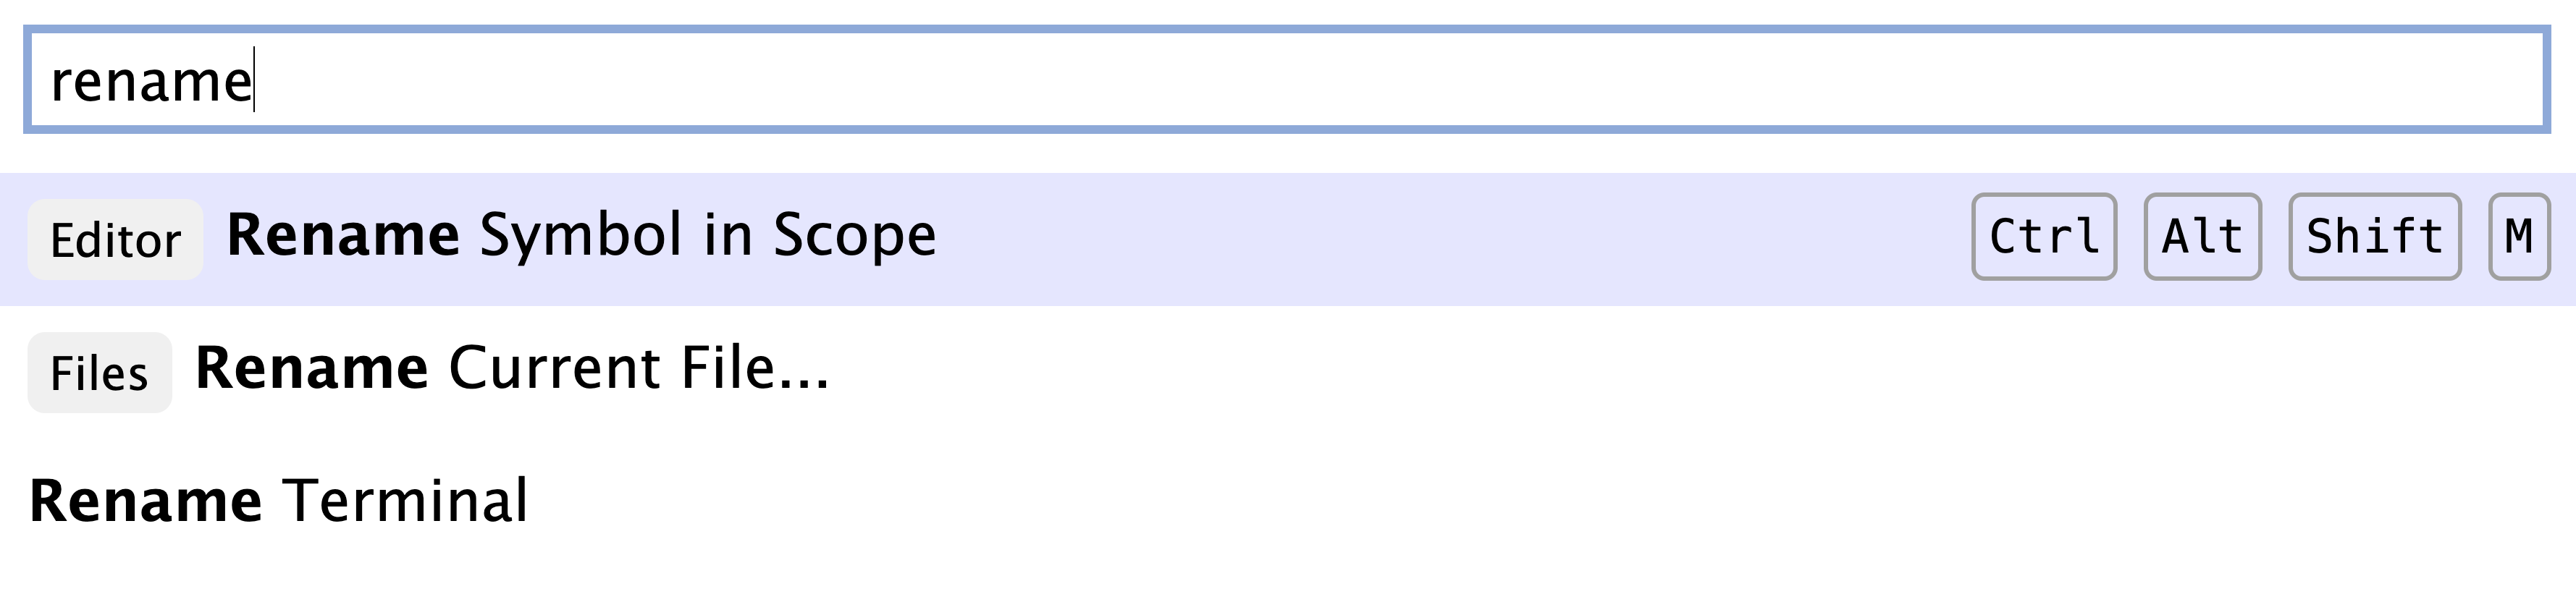 rename
Editor Rename Symbol in Scope Ctrl Alt Shift M
Files Rename Current File...
Rename Terminal